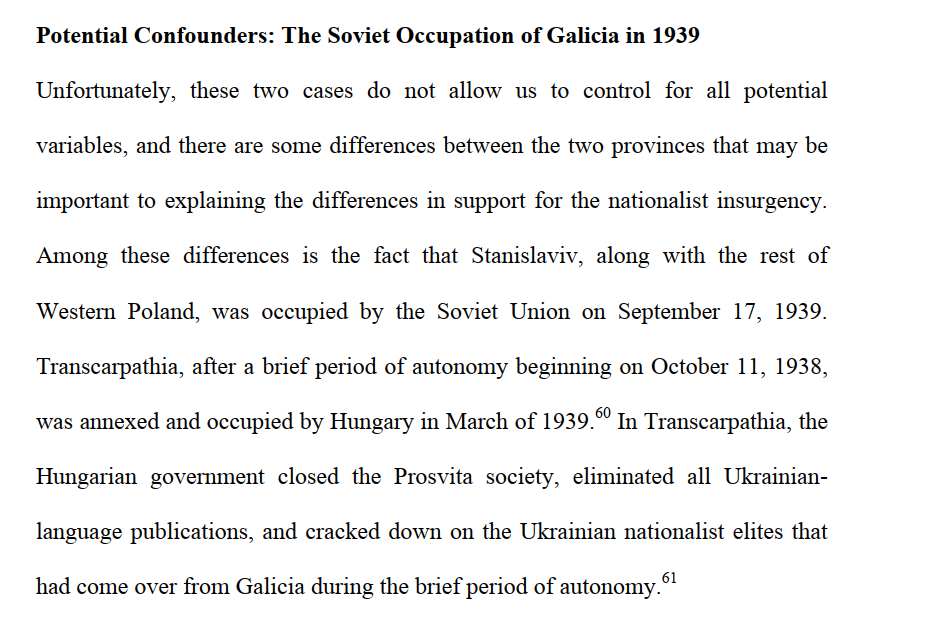 Potential Confounders: The Soviet Occupation of Galicia in 1939
Unfortunately, these two cases do not allow us to control for all potential
variables, and there are some differences between the two provinces that may be
important to explaining the differences in support for the nationalist insurgency.
Among these differences is the fact that Stanislaviv, along with the rest of
Western Poland, was occupied by the Soviet Union on September 17, 1939.
Transcarpathia, after a brief period of autonomy beginning on October 11, 1938,
was annexed and occupied by Hungary in March of 1939.60 In Transcarpathia, the
Hungarian government closed the Prosvita society, eliminated all Ukrainian-
language publications, and cracked down on the Ukrainian nationalist elites that
had come over from Galicia during the brief period of autonomy.61